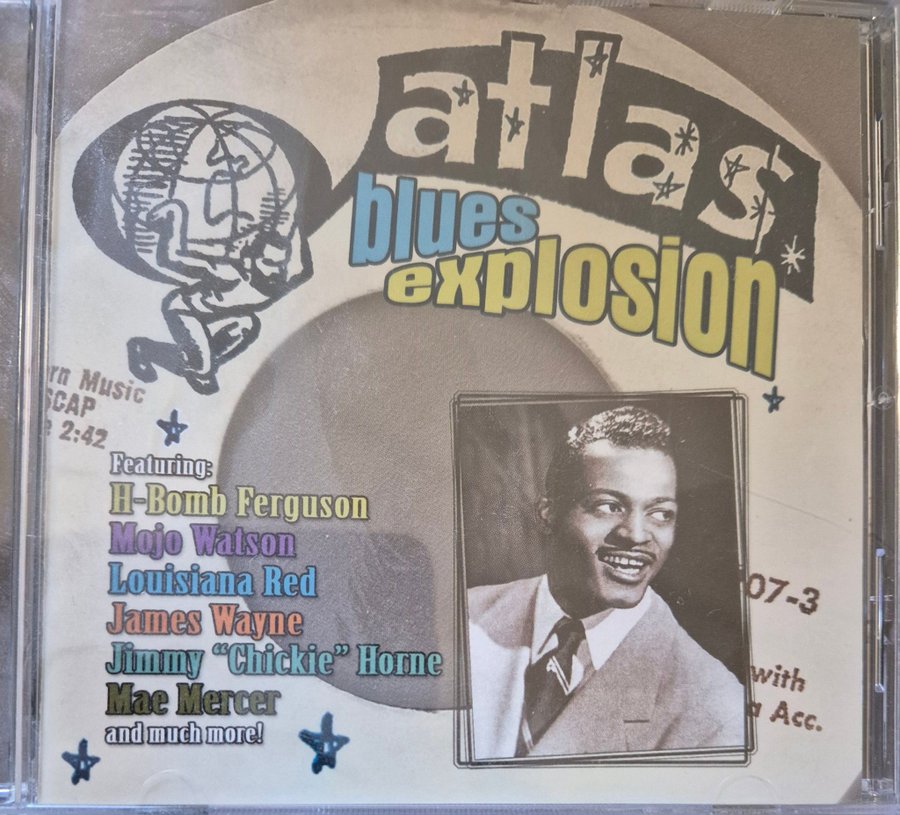 atlas
blues
explosion
rn Music
SCAP
2:42
Featuring:
H-Bomb Ferguson
Mojo Watson
Louisiana Red
James Wayne
Jimmy "Chickie" Horne
Mae Mercer
and much more!
07-3
with
Acc.